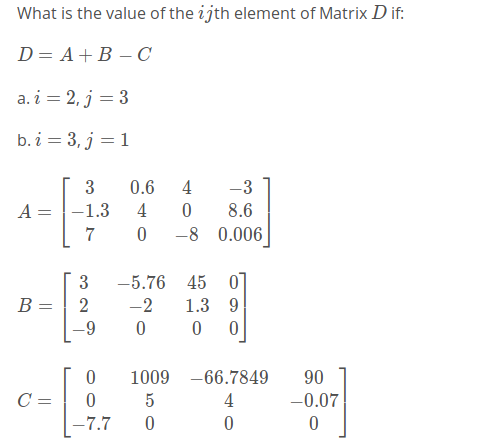 What is the value of the ijth element of Matrix D if:
D = A + B − C
a. i = 2, j = 3
b. i = 3, j = 1
A = [ 3 0.6 4 −3
−1.3 4 0 8.6
7 0 −8 0.006 ]
B = [ 3 −5.76 45 0
2 −2 1.3 9
−9 0 0 0 ]
C = [ 0 1009 −66.7849 90
0 5 4 −0.07
−7.7 0 0 0 ]